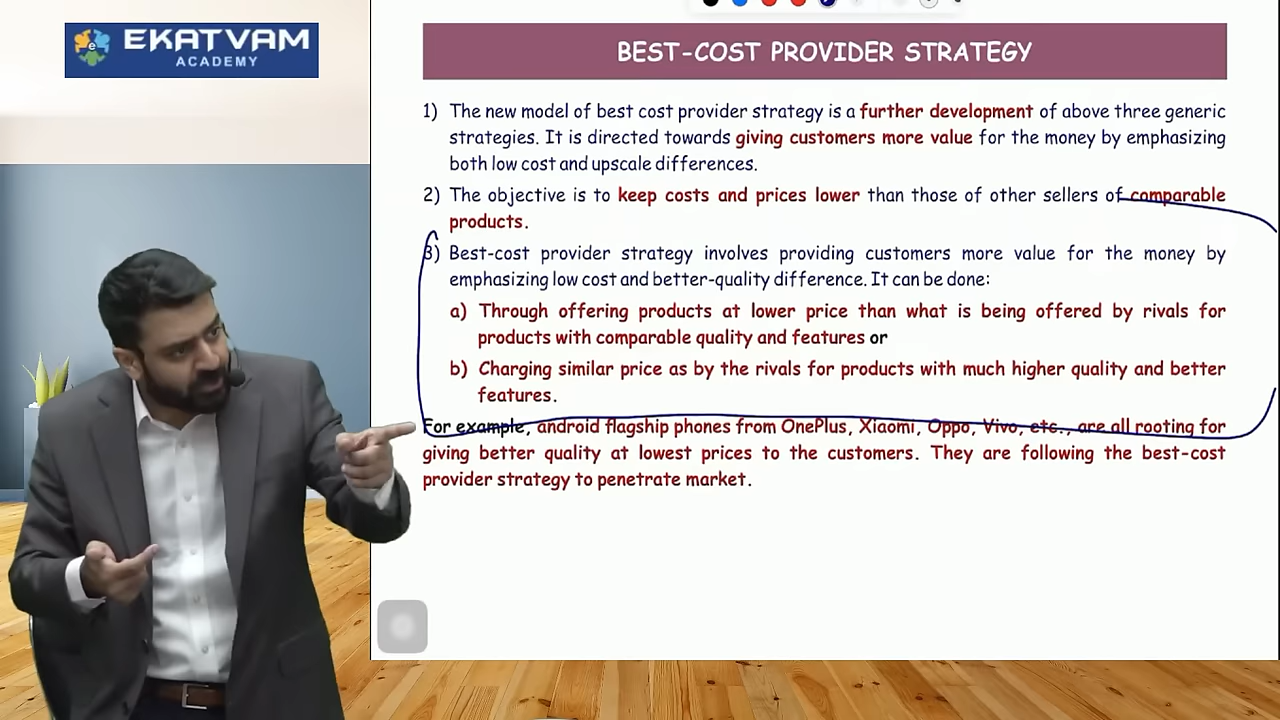 EKATVAM
ACADEMY
BEST-COST PROVIDER STRATEGY
1) The new model of best cost provider strategy is a further development of above three generic
strategies. It is directed towards giving customers more value for the money by emphasizing
both low cost and upscale differences.
2) The objective is to keep costs and prices lower than those of other sellers of comparable
products.
3) Best-cost provider strategy involves providing customers more value for the money by
emphasizing low cost and better-quality difference. It can be done:
a) Through offering products at lower price than what is being offered by rivals for
products with comparable quality and features or
b) Charging similar price as by the rivals for products with much higher quality and better
features.
For example, android flagship phones from OnePlus, Xiaomi, Oppo, Vivo, etc., are all rooting for
giving better quality at lowest prices to the customers. They are following the best-cost
provider strategy to penetrate market.